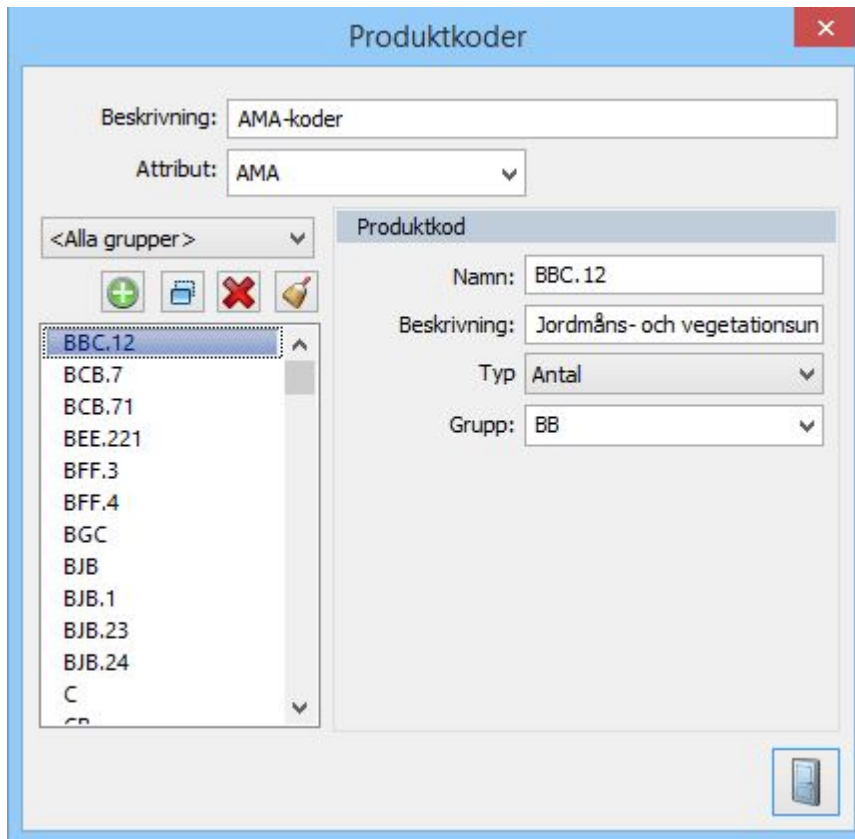 Produktkoder
Beskrivning: AMA-koder
Attribut: AMA
<Alla grupper>
BBC.12
BCB.7
BCB.71
BEE.221
BFF.3
BFF.4
BGC
BJB
BJB.1
BJB.23
BJB.24
C
Produktkod
Namn: BBC.12
Beskrivning: Jordmåns- och vegetationsun
Typ Antal
Grupp: BB